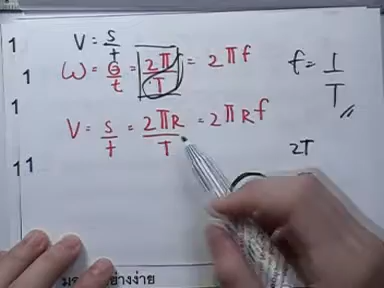 1 V = s/t
1 ω = θ/t = 2π/T = 2πf f = 1/T
1
V = s/t = 2πR/T = 2πRf
11 2T